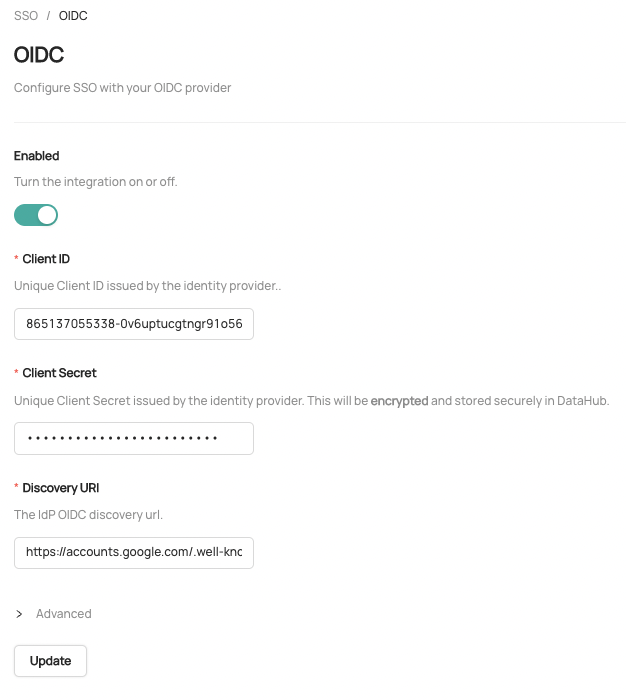 SSO / OIDC
OIDC
Configure SSO with your OIDC provider
Enabled
Turn the integration on or off.
* Client ID
Unique Client ID issued by the identity provider..
865137055338-0v6uptucgtngr91o56
* Client Secret
Unique Client Secret issued by the identity provider. This will be encrypted and stored securely in DataHub.
••••••••••••••••••••••••
* Discovery URI
The IdP OIDC discovery url.
https://accounts.google.com/.well-knc
> Advanced
Update